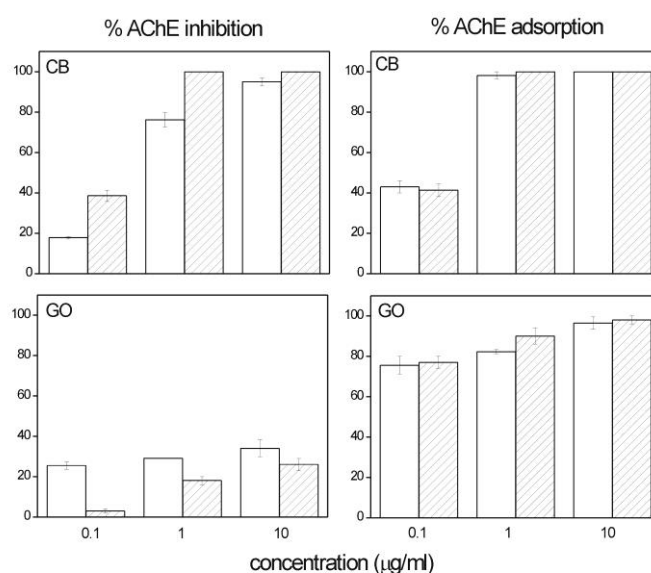 % AChE inhibition % AChE adsorption
CB CB
100 100
80 80
60 60
40 40
20 20
0 0
GO GO
100 100
80 80
60 60
40 40
20 20
0 0
0.1 1 10 0.1 1 10
concentration (μg/ml)